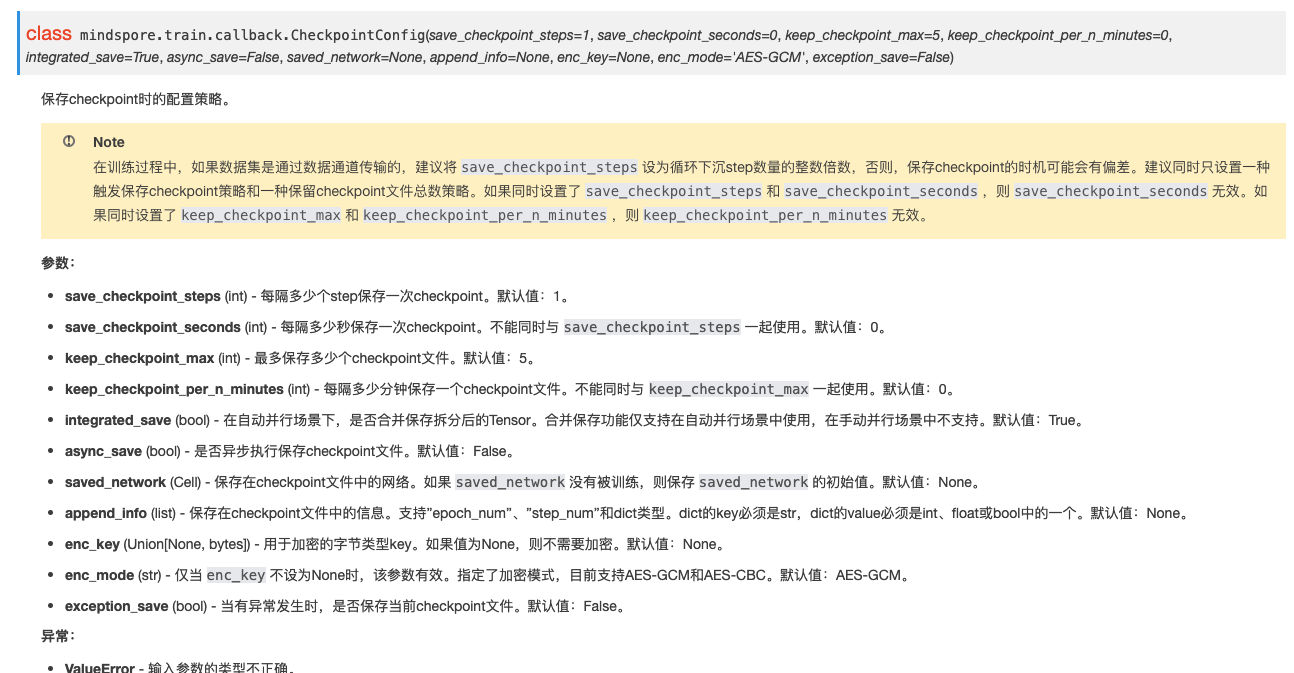 class mindspore.train.callback.CheckpointConfig(save_checkpoint_steps=1, save_checkpoint_seconds=0, keep_checkpoint_max=5, keep_checkpoint_per_n_minutes=0,
integrated_save=True, async_save=False, saved_network=None, append_info=None, enc_key=None, enc_mode='AES-GCM', exception_save=False)
保存checkpoint时的配置策略。
Note
在训练过程中，如果数据集是通过数据通道传输的，建议将 save_checkpoint_steps 设为循环下沉step数量的整数倍数，否则，保存checkpoint的时机可能会有偏差。建议同时只设置一种
触发保存checkpoint策略和一种保留checkpoint文件总数策略。如果同时设置了 save_checkpoint_steps 和 save_checkpoint_seconds ，则 save_checkpoint_seconds 无效。如
果同时设置了 keep_checkpoint_max 和 keep_checkpoint_per_n_minutes ，则 keep_checkpoint_per_n_minutes 无效。
参数：
• save_checkpoint_steps (int) - 每隔多少个step保存一次checkpoint。默认值：1。
• save_checkpoint_seconds (int) - 每隔多少秒保存一次checkpoint。不能同时与 save_checkpoint_steps 一起使用。默认值：0。
• keep_checkpoint_max (int) - 最多保存多少个checkpoint文件。默认值：5。
• keep_checkpoint_per_n_minutes (int) - 每隔多少分钟保存一个checkpoint文件。不能同时与 keep_checkpoint_max 一起使用。默认值：0。
• integrated_save (bool) - 在自动并行场景下，是否合并保存拆分后的Tensor。合并保存功能仅支持在自动并行场景中使用，在手动并行场景中不支持。默认值：True。
• async_save (bool) - 是否异步执行保存checkpoint文件。默认值：False。
• saved_network (Cell) - 保存在checkpoint文件中的网络。如果 saved_network 没有被训练，则保存 saved_network 的初始值。默认值：None。
• append_info (list) - 保存在checkpoint文件中的信息。支持”epoch_num”、”step_num”和dict类型。dict的key必须是str，dict的value必须是int、float或bool中的一个。默认值：None。
• enc_key (Union[None, bytes]) - 用于加密的字节类型key。如果值为None，则不需要加密。默认值：None。
• enc_mode (str) - 仅当 enc_key 不设为None时，该参数有效。指定了加密模式，目前支持AES-GCM和AES-CBC。默认值：AES-GCM。
• exception_save (bool) - 当有异常发生时，是否保存当前checkpoint文件。默认值：False。
异常：
• ValueError - 输入参数的类型不正确。